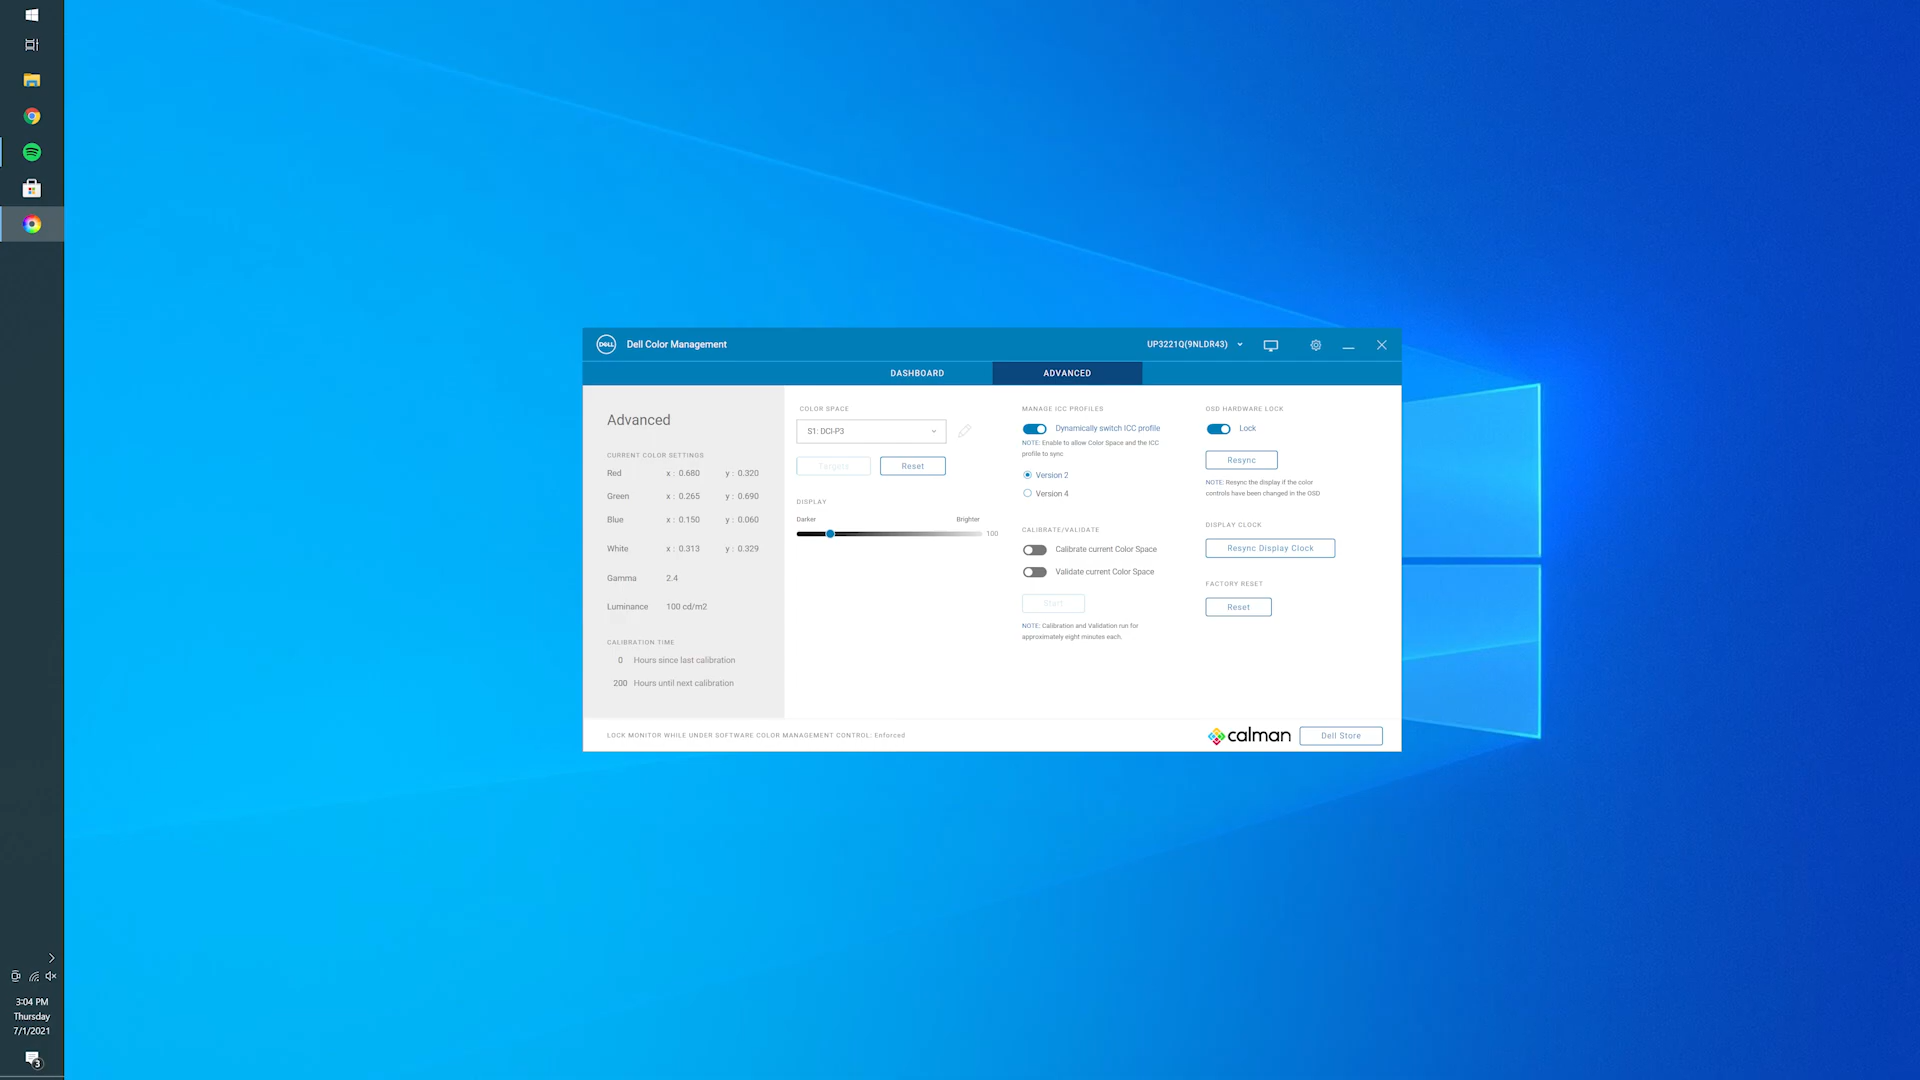 DELL
Dell Color Management
UP3221Q(9NLDR43)
DASHBOARD
ADVANCED
Advanced
CURRENT COLOR SETTINGS
Red x : 0.680 y : 0.320
Green x : 0.265 y : 0.690
Blue x : 0.150 y : 0.060
White x : 0.313 y : 0.329
Gamma 2.4
Luminance 100 cd/m2
CALIBRATION TIME
0 Hours since last calibration
200 Hours until next calibration
COLOR SPACE
S1: DCI-P3
Targets
Reset
DISPLAY
Darker Brighter
100
MANAGE ICC PROFILES
Dynamically switch ICC profile
NOTE: Enable to allow Color Space and the ICC
profile to sync
Version 2
Version 4
CALIBRATE/VALIDATE
Calibrate current Color Space
Validate current Color Space
Start
NOTE: Calibration and Validation run for
approximately eight minutes each.
OSD HARDWARE LOCK
Lock
Resync
NOTE: Resync the display if the color
controls have been changed in the OSD
DISPLAY CLOCK
Resync Display Clock
FACTORY RESET
Reset
LOCK MONITOR WHILE UNDER SOFTWARE COLOR MANAGEMENT CONTROL: Enforced
calman
Dell Store
3:04 PM
Thursday
7/1/2021
3